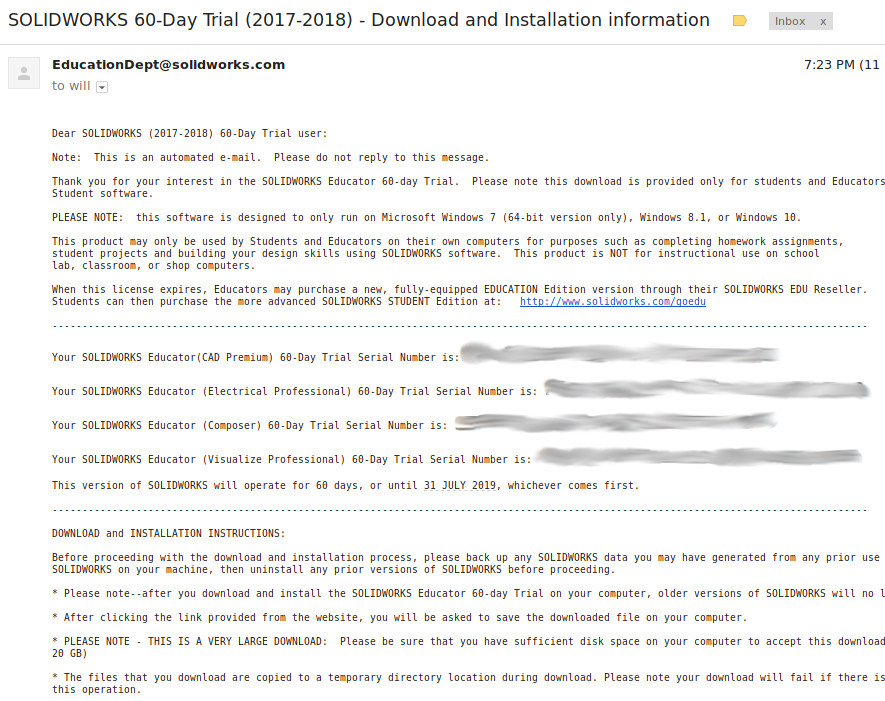 SOLIDWORKS 60-Day Trial (2017-2018) - Download and Installation information
Inbox x
EducationDept@solidworks.com
7:23 PM (11
to will
Dear SOLIDWORKS (2017-2018) 60-Day Trial user:
Note:  This is an automated e-mail.  Please do not reply to this message.
Thank you for your interest in the SOLIDWORKS Educator 60-day Trial.  Please note this download is provided only for students and Educators
Student software.
PLEASE NOTE:  this software is designed to only run on Microsoft Windows 7 (64-bit version only), Windows 8.1, or Windows 10.
This product may only be used by Students and Educators on their own computers for purposes such as completing homework assignments,
student projects and building your design skills using SOLIDWORKS software.  This product is NOT for instructional use on school
lab, classroom, or shop computers.
When this license expires, Educators may purchase a new, fully-equipped EDUCATION Edition version through their SOLIDWORKS EDU Reseller.
Students can then purchase the more advanced SOLIDWORKS STUDENT Edition at:   http://www.solidworks.com/goedu
----------------------------------------------------------------------------------------------------------------------------------------
Your SOLIDWORKS Educator(CAD Premium) 60-Day Trial Serial Number is:
Your SOLIDWORKS Educator (Electrical Professional) 60-Day Trial Serial Number is:
Your SOLIDWORKS Educator (Composer) 60-Day Trial Serial Number is:
Your SOLIDWORKS Educator (Visualize Professional) 60-Day Trial Serial Number is:
This version of SOLIDWORKS will operate for 60 days, or until 31 JULY 2019, whichever comes first.
----------------------------------------------------------------------------------------------------------------------------------------
DOWNLOAD and INSTALLATION INSTRUCTIONS:
Before proceeding with the download and installation process, please back up any SOLIDWORKS data you may have generated from any prior use
SOLIDWORKS on your machine, then uninstall any prior versions of SOLIDWORKS before proceeding.
* Please note--after you download and install the SOLIDWORKS Educator 60-day Trial on your computer, older versions of SOLIDWORKS will no
* After clicking the link provided from the website, you will be asked to save the downloaded file on your computer.
* PLEASE NOTE - THIS IS A VERY LARGE DOWNLOAD:  Please be sure that you have sufficient disk space on your computer to accept this download
20 GB)
* The files that you download are copied to a temporary directory location during download. Please note your download will fail if there is
this operation.